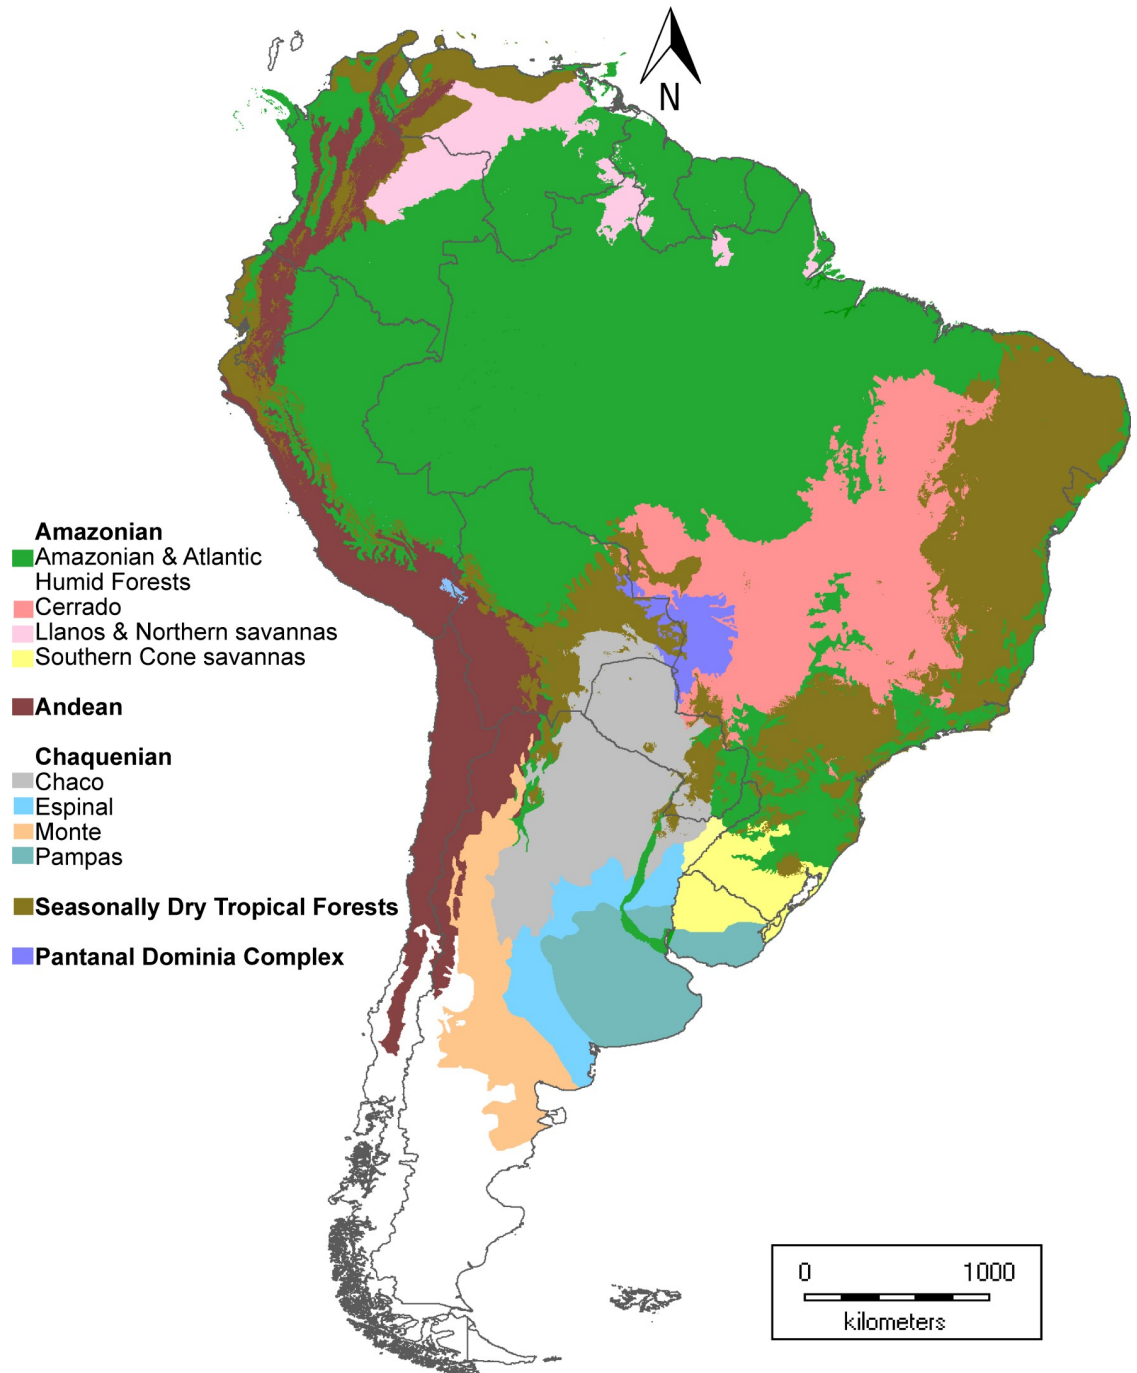 N
Amazonian
Amazonian & Atlantic
Humid Forests
Cerrado
Llanos & Northern savannas
Southern Cone savannas
Andean
Chaquenian
Chaco
Espinal
Monte
Pampas
Seasonally Dry Tropical Forests
Pantanal Dominia Complex
0 1000
kilometers